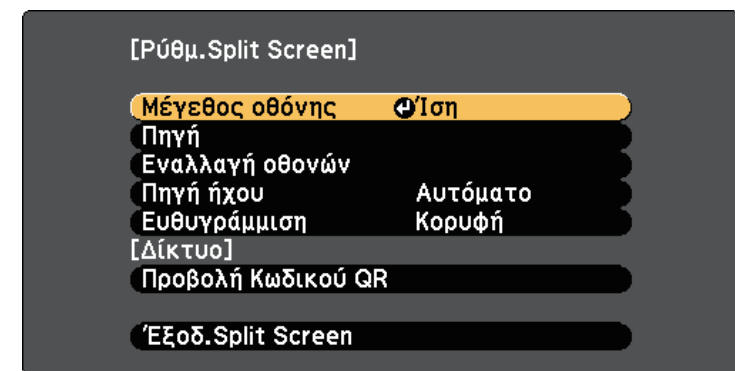 [Ρύθμ.Split Screen]
Μέγεθος οθόνης Ίση
Πηγή
Εναλλαγή οθονών
Πηγή ήχου Αυτόματο
Ευθυγράμμιση Κορυφή
[Δίκτυο]
Προβολή Κωδικού QR
Έξοδ.Split Screen